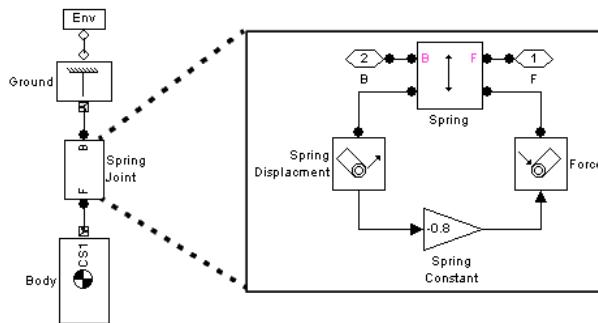 Env
Ground
B
Spring
Joint
F
CS1
Body
2
B
B
F
1
F
Spring
Spring
Displacment
Force
-0.8
Spring
Constant